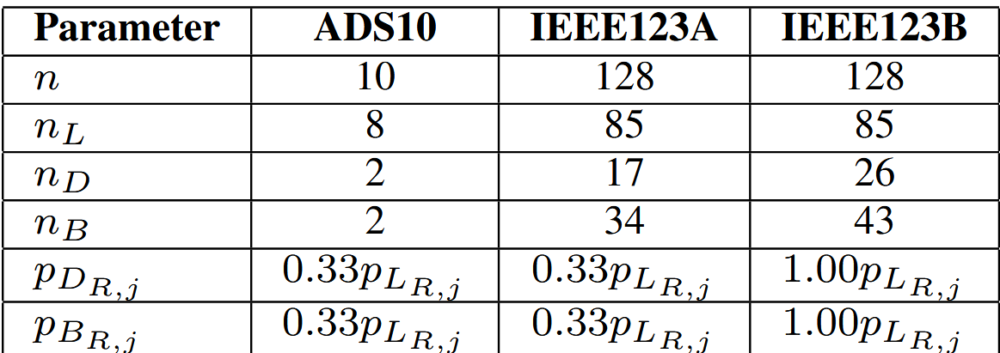 Parameter ADS10 IEEE123A IEEE123B
n 10 128 128
n_L 8 85 85
n_D 2 17 26
n_B 2 34 43
p_{D_{R,j}} 0.33p_{L_{R,j}} 0.33p_{L_{R,j}} 1.00p_{L_{R,j}}
p_{B_{R,j}} 0.33p_{L_{R,j}} 0.33p_{L_{R,j}} 1.00p_{L_{R,j}}